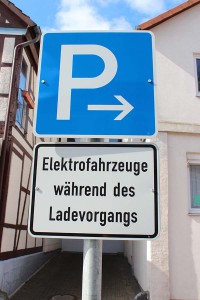 P
Elektrofahrzeuge
während des
Ladevorgangs